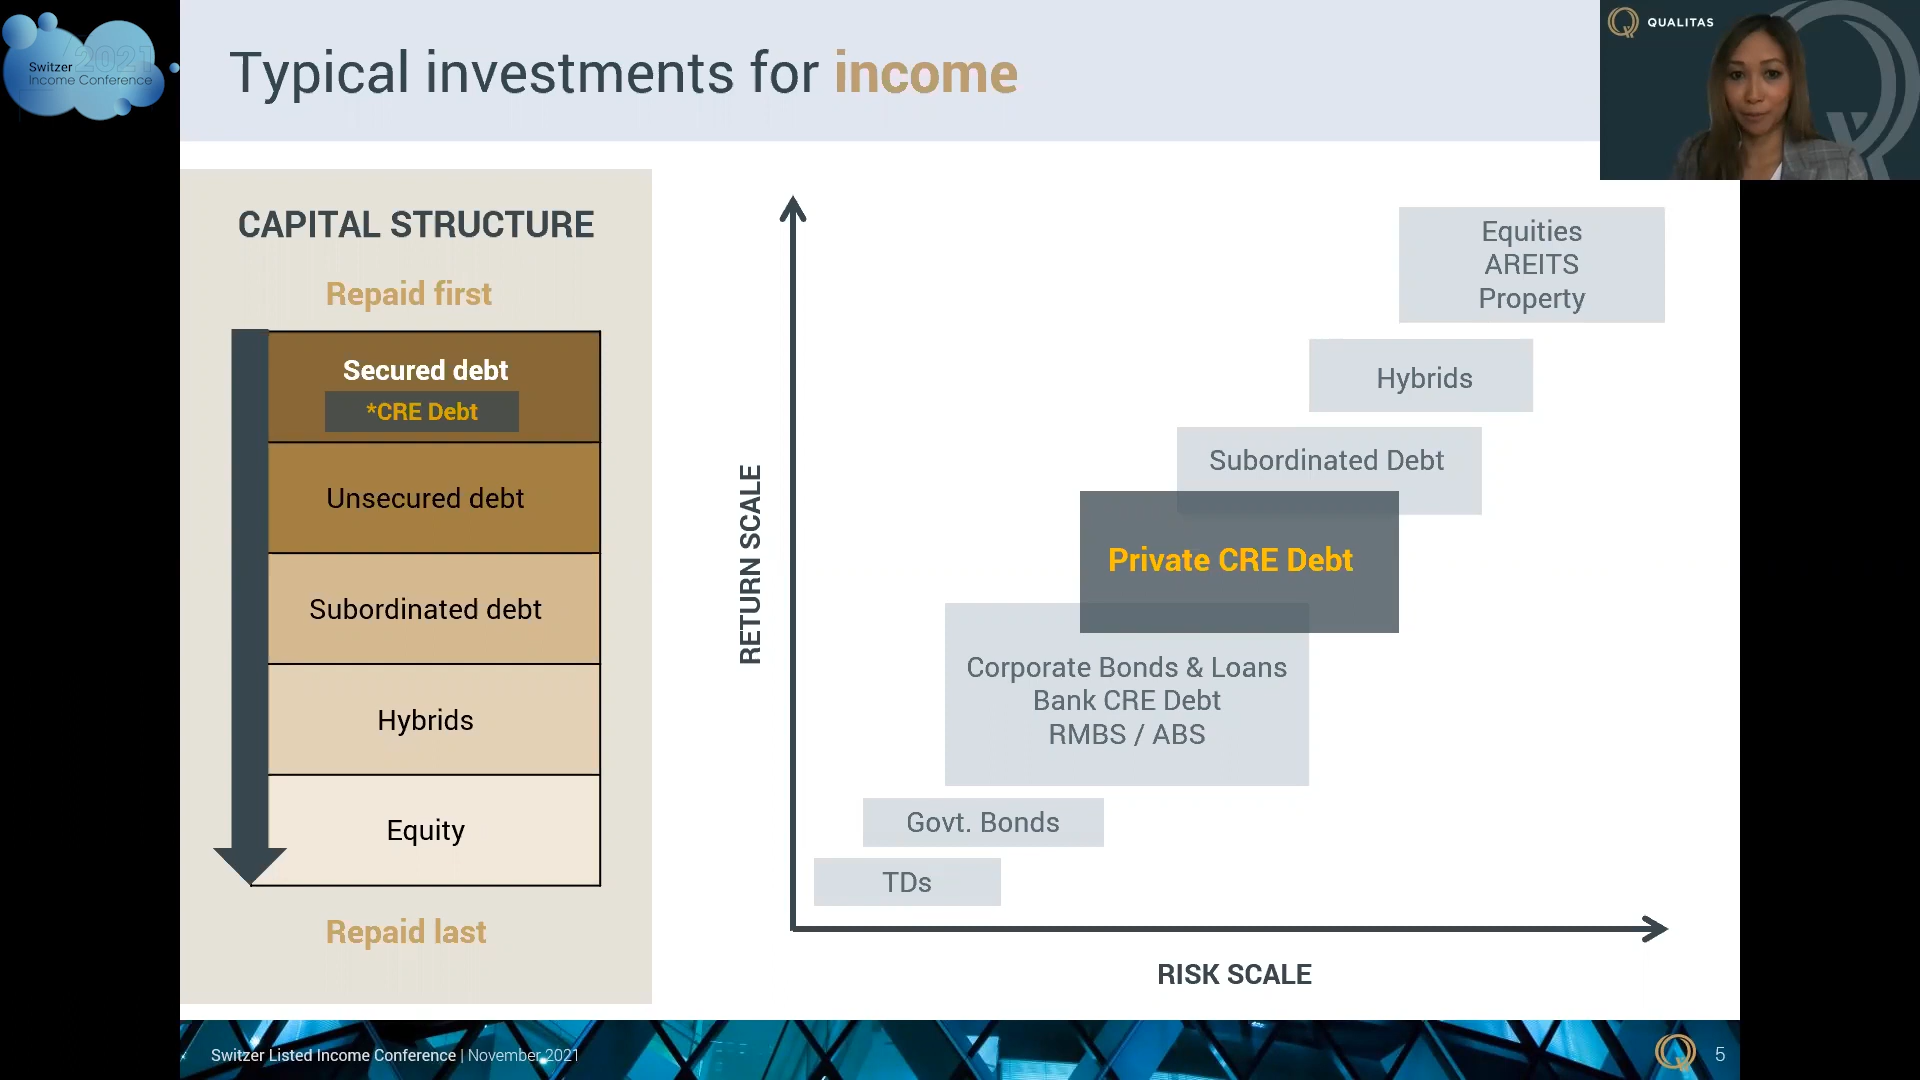 2021
Switzer
Income Conference
Typical investments for income
QUALITAS
CAPITAL STRUCTURE
Repaid first
Secured debt
*CRE Debt
Unsecured debt
Subordinated debt
Hybrids
Equity
Repaid last
RETURN SCALE
Equities
AREITS
Property
Hybrids
Subordinated Debt
Private CRE Debt
Corporate Bonds & Loans
Bank CRE Debt
RMBS / ABS
Govt. Bonds
TDs
RISK SCALE
Switzer Listed Income Conference | November 2021
5